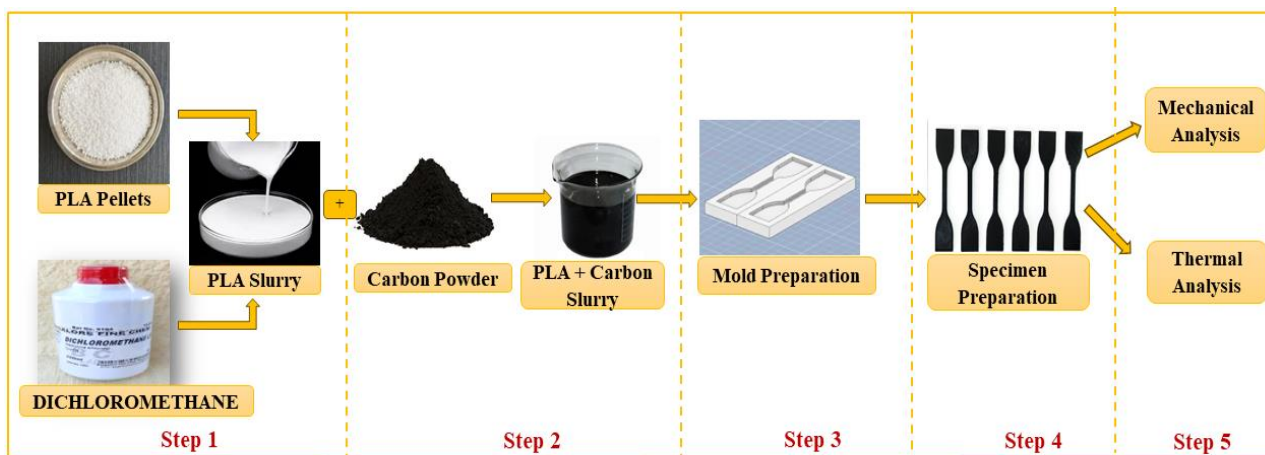 PLA Pellets
DICHLOROMETHANE
DICHLOROMETHANE
PLA Slurry
Step 1
+
Carbon Powder
PLA + Carbon
Slurry
Step 2
Mold Preparation
Step 3
Specimen
Preparation
Step 4
Mechanical
Analysis
Thermal
Analysis
Step 5